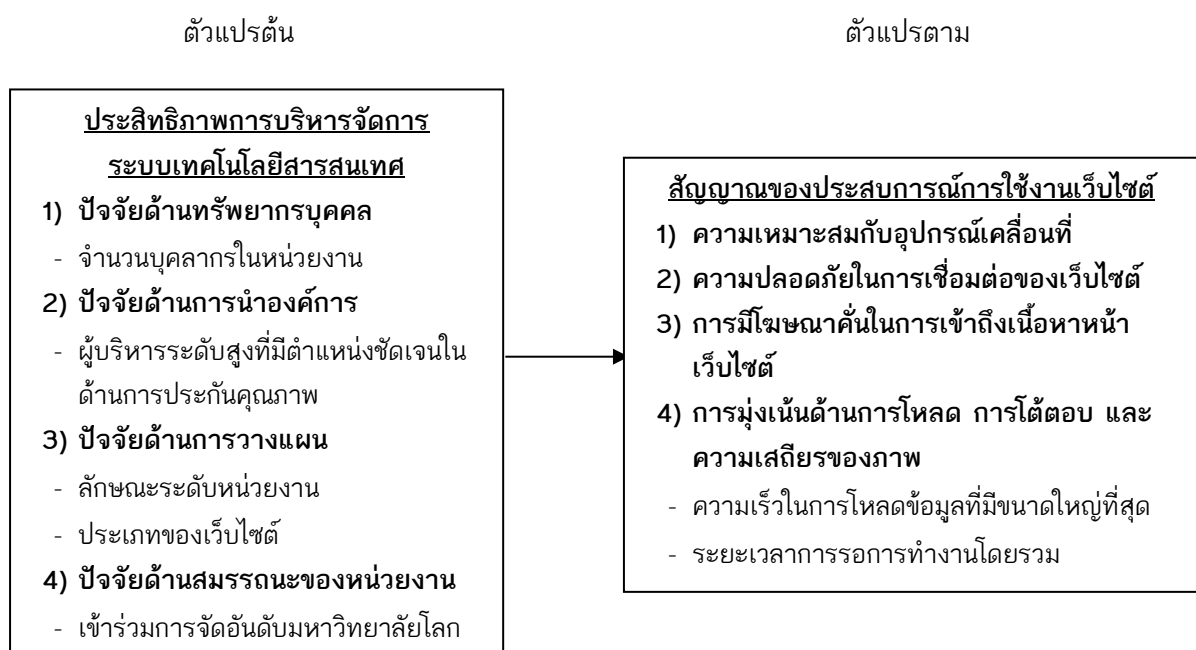 ตัวแปรต้น
ตัวแปรตาม
ประสิทธิภาพการบริหารจัดการ
ระบบเทคโนโลยีสารสนเทศ
1) ปัจจัยด้านทรัพยากรบุคคล
- จำนวนบุคลากรในหน่วยงาน
2) ปัจจัยด้านการนำองค์การ
- ผู้บริหารระดับสูงที่มีตำแหน่งชัดเจนใน
ด้านการประกันคุณภาพ
3) ปัจจัยด้านการวางแผน
- ลักษณะระดับหน่วยงาน
- ประเภทของเว็บไซต์
4) ปัจจัยด้านสมรรถนะของหน่วยงาน
- เข้าร่วมการจัดอันดับมหาวิทยาลัยโลก
สัญญาณของประสบการณ์การใช้งานเว็บไซต์
1) ความเหมาะสมกับอุปกรณ์เคลื่อนที่
2) ความปลอดภัยในการเชื่อมต่อของเว็บไซต์
3) การมีโฆษณาคั่นในการเข้าถึงเนื้อหาหน้า
เว็บไซต์
4) การมุ่งเน้นด้านการโหลด การโต้ตอบ และ
ความเสถียรของภาพ
- ความเร็วในการโหลดข้อมูลที่มีขนาดใหญ่ที่สุด
- ระยะเวลาการรอการทำงานโดยรวม